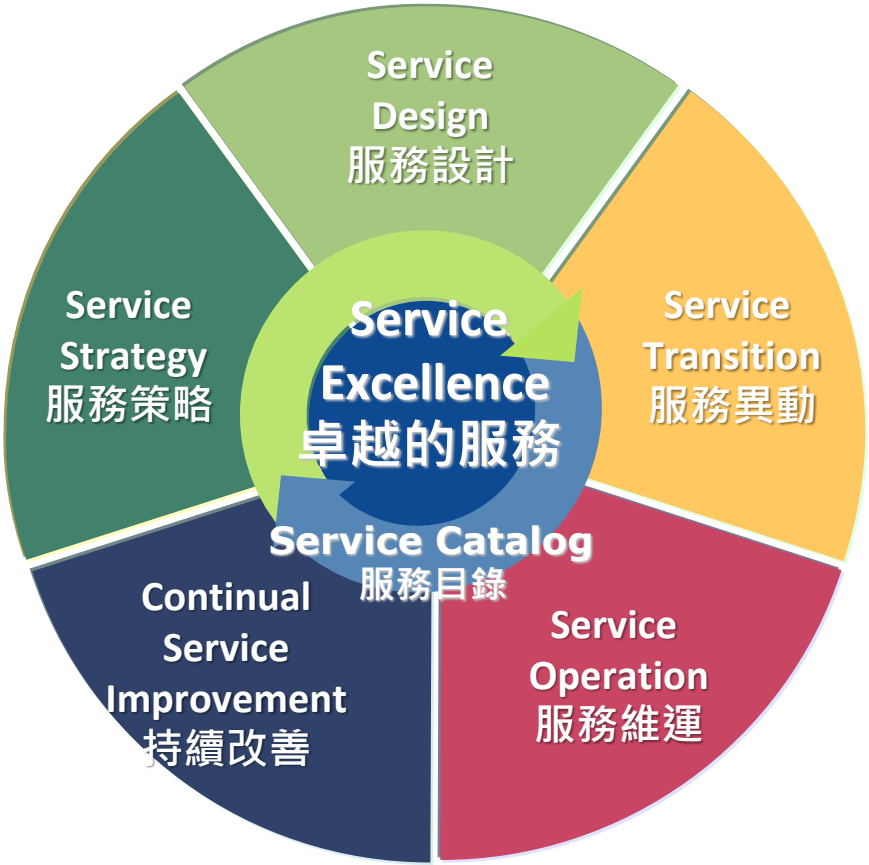 Service
Design
服務設計
Service
Strategy
服務策略
Service
Excellence
卓越的服務
Service
Transition
服務異動
Service Catalog
服務目錄
Continual
Service
Improvement
持續改善
Service
Operation
服務維運